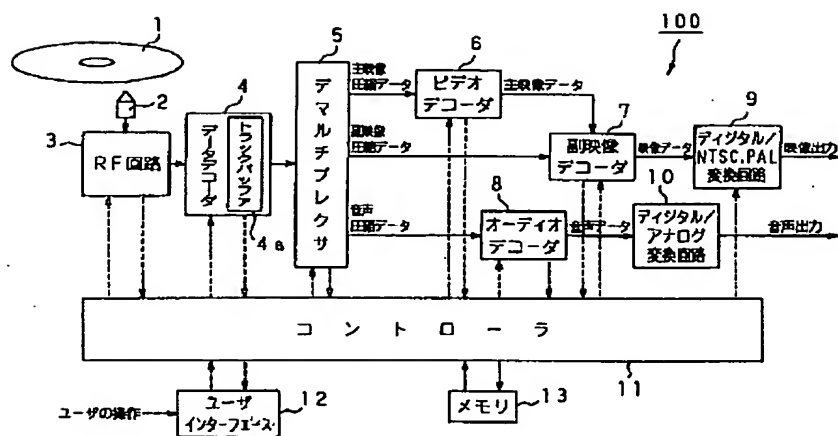 100
1
2
3
RF回路
4
データデコーダ
トラックバッファ
4a
5
デマルチプレクサ
主映像
圧縮データ
副映像
圧縮データ
音声
圧縮データ
6
ビデオ
デコーダ
主映像データ
7
副映像
デコーダ
映像データ
8
オーディオ
デコーダ
音声データ
9
ディジタル/
NTSC,PAL
変換回路
映像出力
10
ディジタル/
アナログ
変換回路
音声出力
コントローラ
11
ユーザの操作
ユーザ
インターフェース
12
メモリ
13